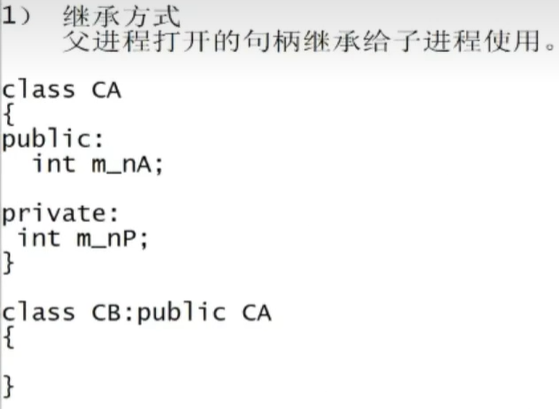 1） 继承方式
父进程打开的句柄继承给子进程使用。
class CA
{
public:
int m_nA;
private:
int m_nP;
}
class CB:public CA
{
}